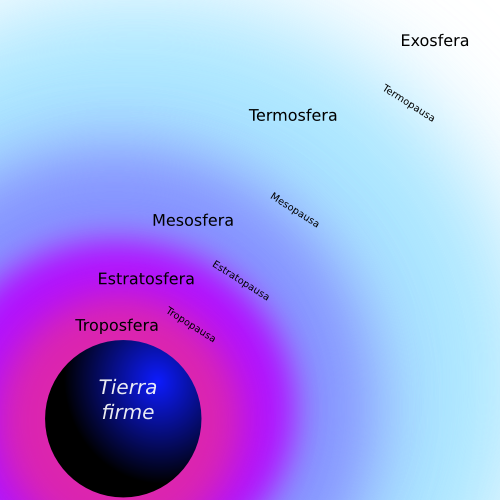 Exosfera
Termopausa
Termosfera
Mesopausa
Mesosfera
Estratopausa
Estratosfera
Tropopausa
Troposfera
Tierra
firme